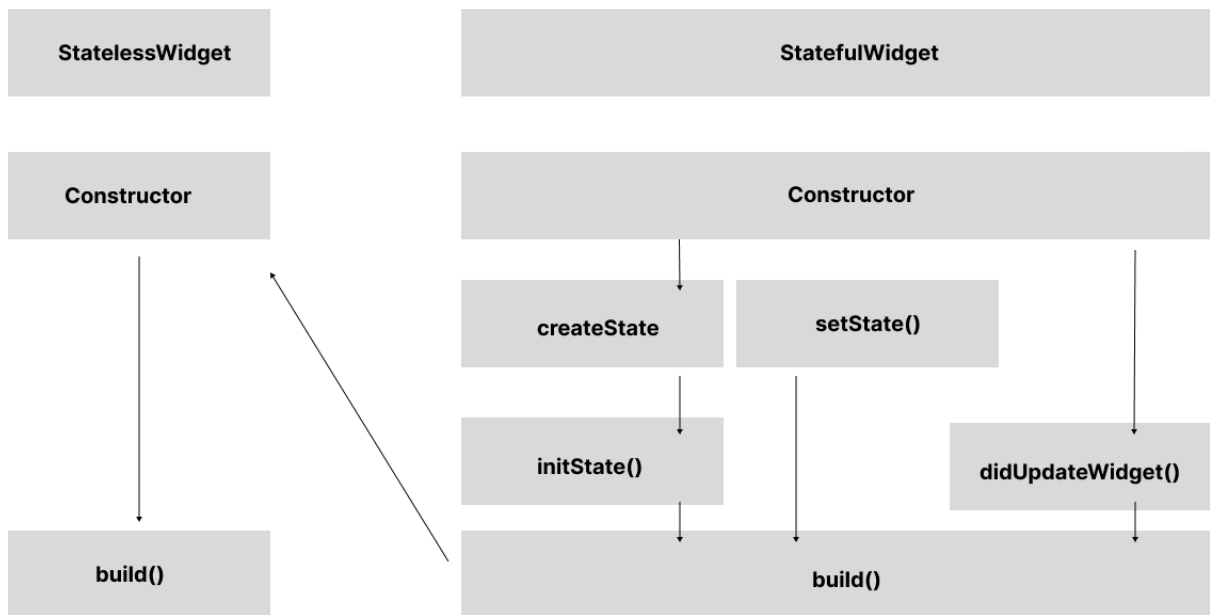 StatelessWidget
StatefulWidget
Constructor
Constructor
createState
setState()
initState()
didUpdateWidget()
build()
build()